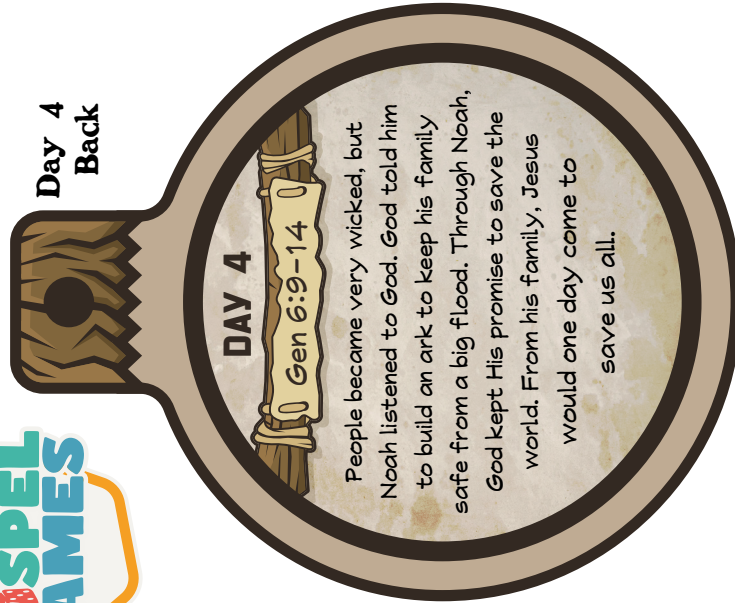 Day 4
Back
SPEL
AMES
DAY 4
Gen 6:9-14
People became very wicked, but
Noah listened to God. God told him
to build an ark to keep his family
safe from a big flood. Through Noah,
God kept His promise to save the
world. From his family, Jesus
would one day come to
save us all.